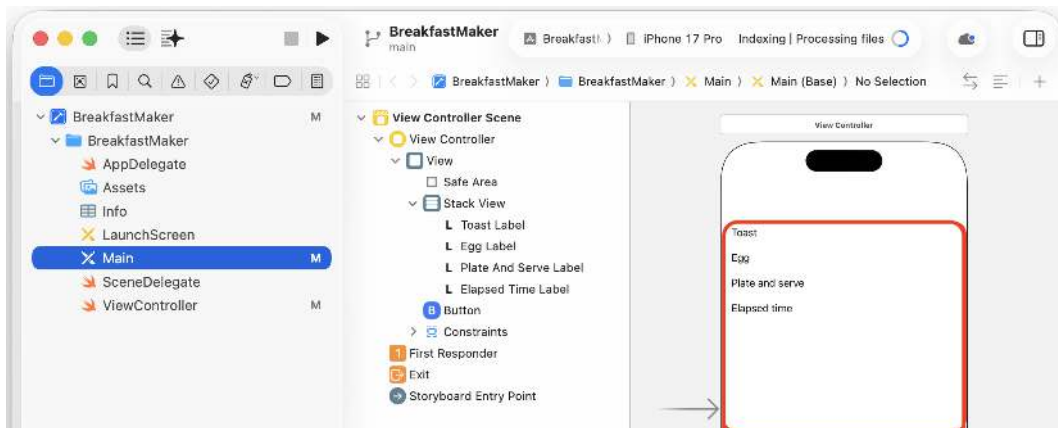 BreakfastMaker
main
iPhone 17 Pro
Indexing | Processing files
BreakfastMaker
BreakfastMaker
Main
Main (Base)
No Selection
BreakfastMaker M
BreakfastMaker
AppDelegate
Assets
Info
LaunchScreen
Main M
SceneDelegate
ViewController M
View Controller Scene
View Controller
View
Safe Area
Stack View
L Toast Label
L Egg Label
L Plate And Serve Label
L Elapsed Time Label
B Button
Constraints
1 First Responder
Exit
Storyboard Entry Point
View Controller
Toast
Egg
Plate and serve
Elapsed time